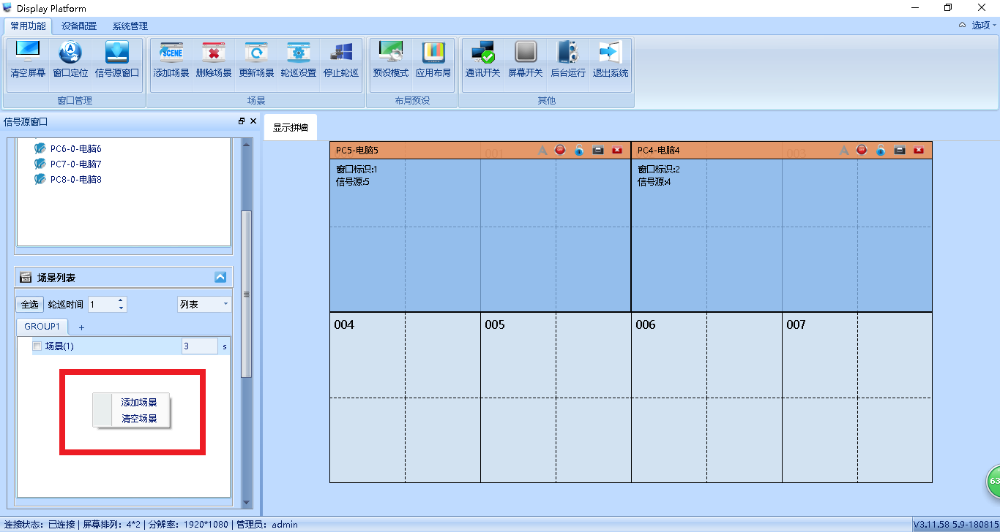 Display Platform
常用功能 设备配置 系统管理 选项
清空屏幕 窗口定位 信号源窗口 SCENE 添加场景 删除场景 更新场景 轮巡设置 停止轮巡 预设模式 应用布局 通讯开关 屏幕开关 后台运行 退出系统
窗口管理 场景 布局预设 其他
信号源窗口
显示拼墙
PC6-0-电脑6
PC7-0-电脑7
PC8-0-电脑8
场景列表
全选 轮巡时间 1 列表
GROUP1 +
场景(1) 3 s
添加场景
清空场景
PC5-电脑5 001
窗口标识:1
信号源:5
PC4-电脑4 003
窗口标识:2
信号源:4
004 005 006 007
63
连接状态: 已连接 | 屏幕排列: 4*2 | 分辨率: 1920*1080 | 管理员: admin
V3.11.58 5.9-180815